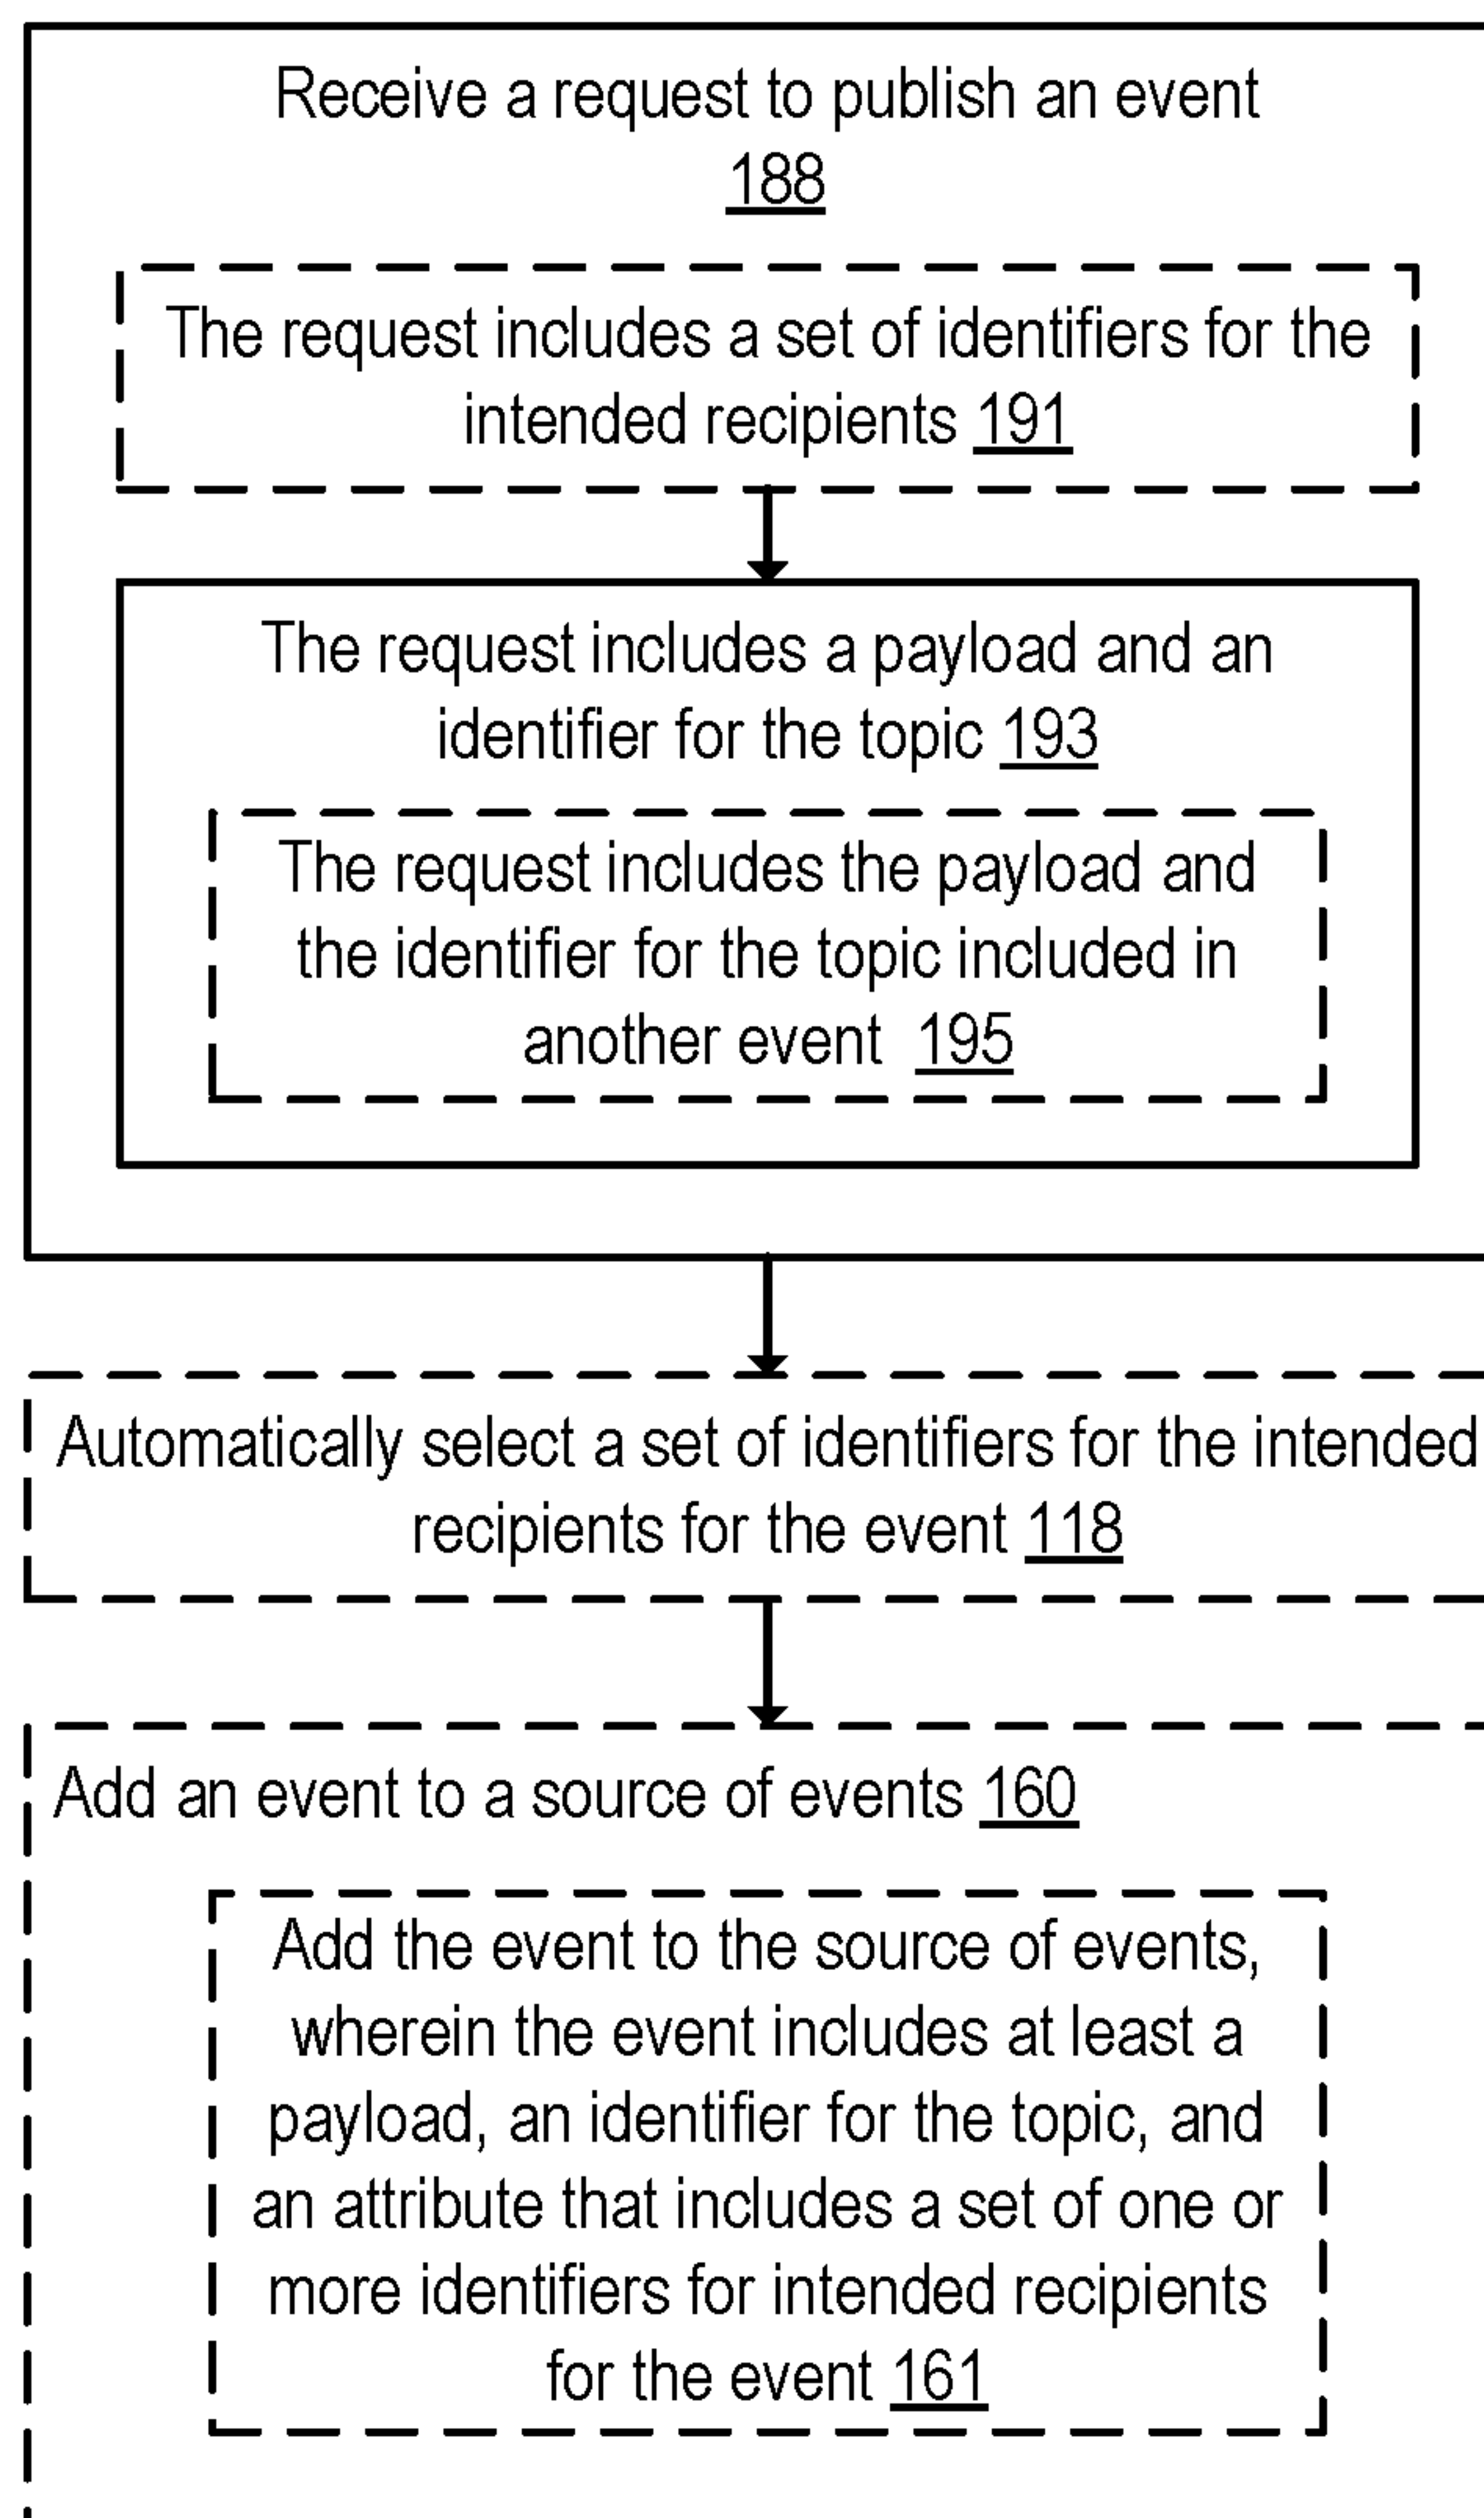 Receive a request to publish an event
188
The request includes a set of identifiers for the
intended recipients 191
The request includes a payload and an
identifier for the topic 193
The request includes the payload and
the identifier for the topic included in
another event 195
Automatically select a set of identifiers for the intended
recipients for the event 118
Add an event to a source of events 160
Add the event to the source of events,
wherein the event includes at least a
payload, an identifier for the topic, and
an attribute that includes a set of one or
more identifiers for intended recipients
for the event 161